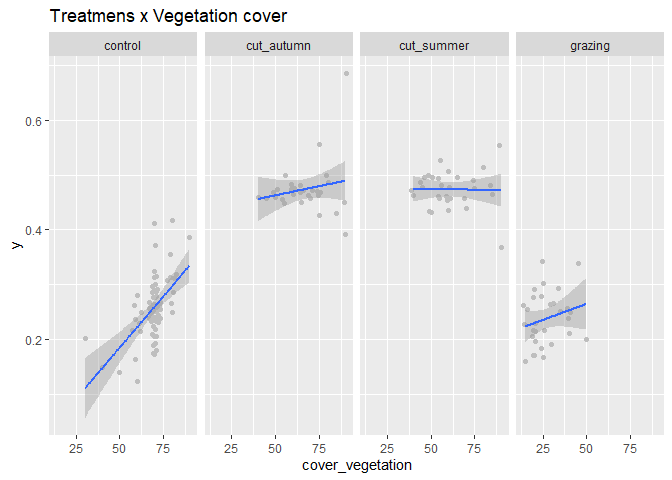 Treatmens x Vegetation cover
control cut_autumn cut_summer grazing
0.6
0.4
0.2
y
25 50 75 25 50 75 25 50 75 25 50 75
cover_vegetation